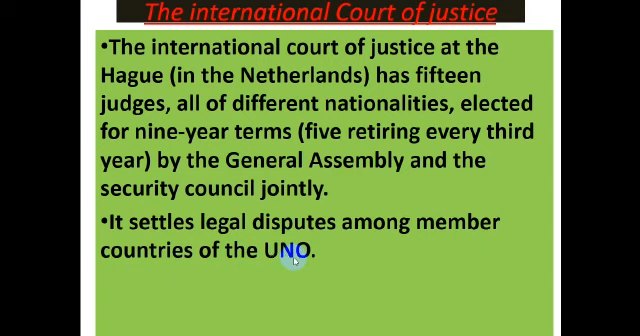 The international Court of justice
•The international court of justice at the
Hague (in the Netherlands) has fifteen
judges, all of different nationalities, elected
for nine-year terms (five retiring every third
year) by the General Assembly and the
security council jointly.
•It settles legal disputes among member
countries of the UNO.